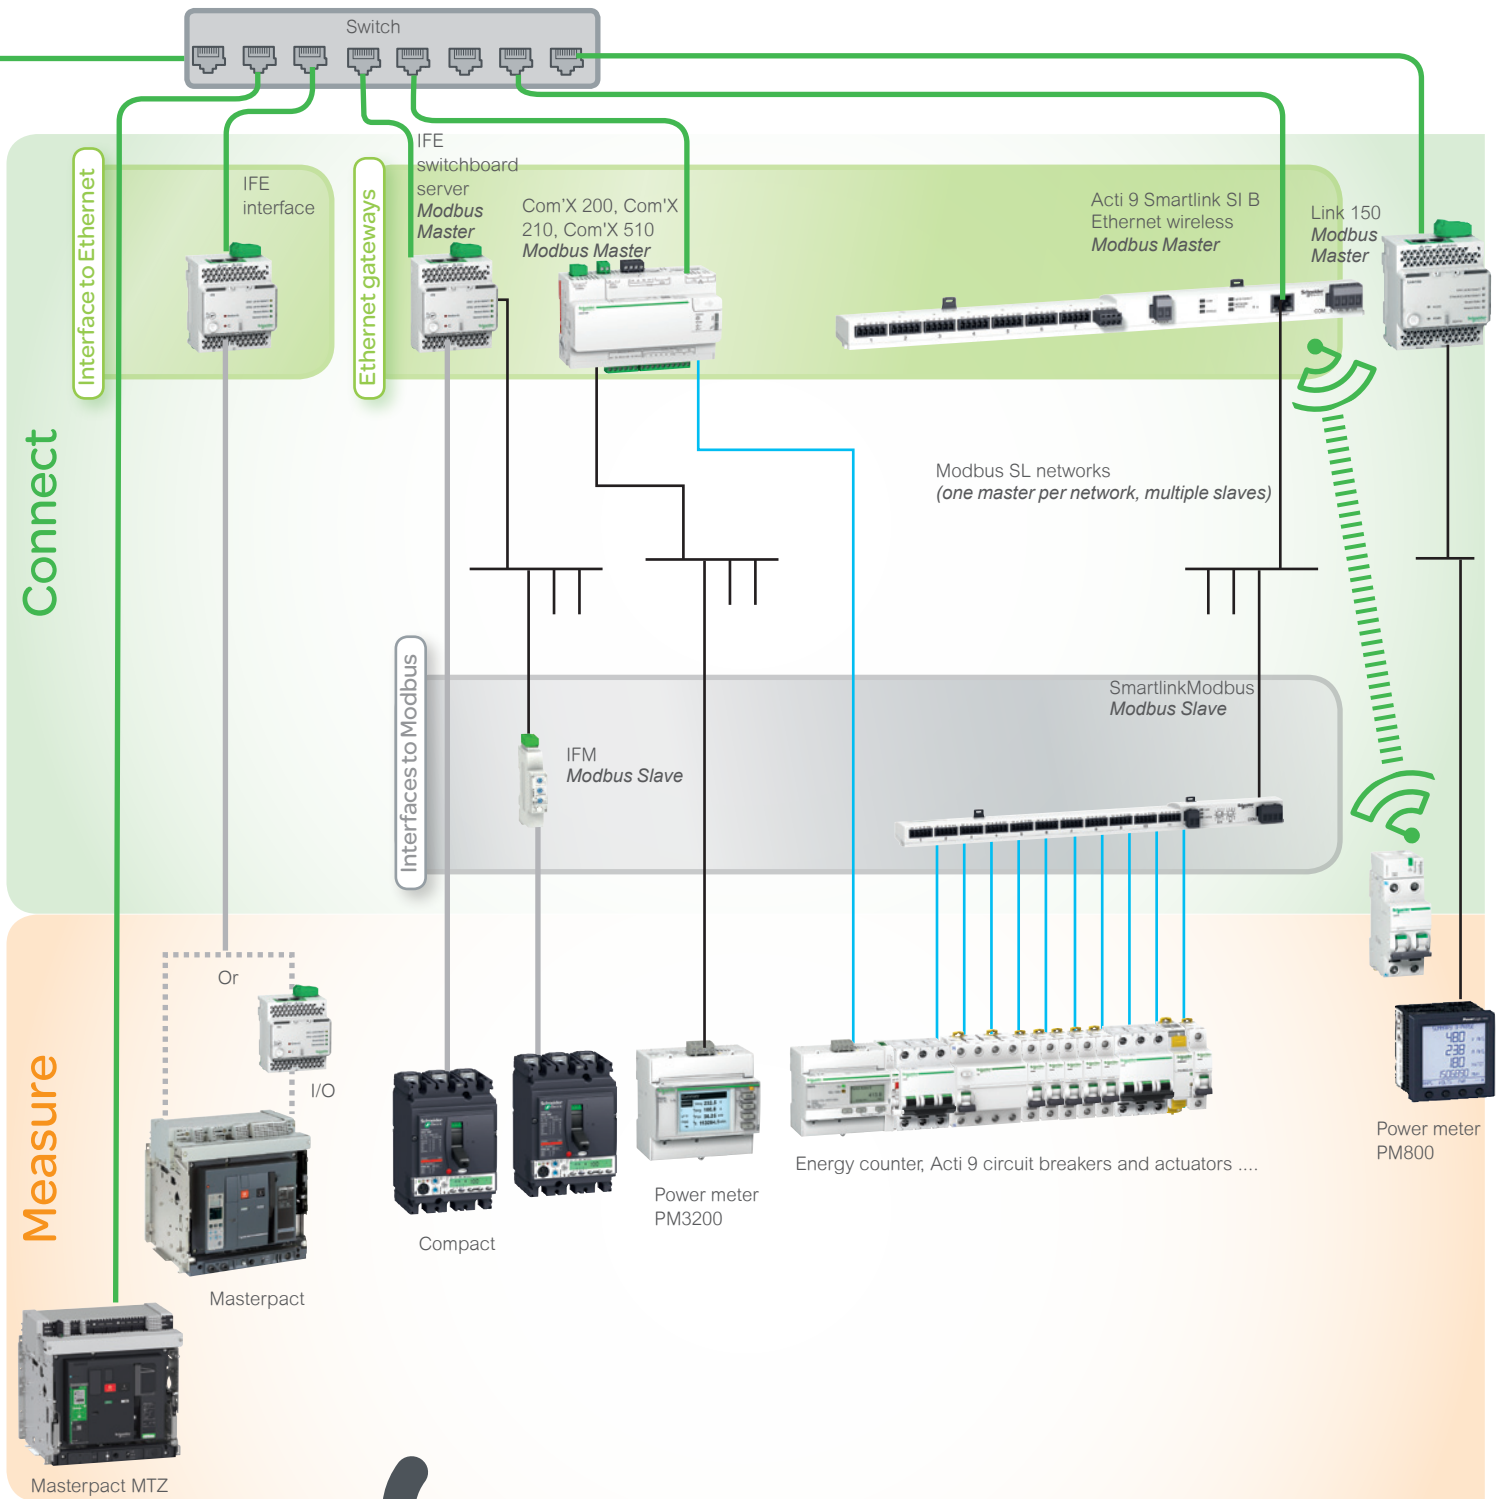 Switch
Interface to Ethernet
IFE
interface
Ethernet gateways
IFE
switchboard
server
Modbus
Master
Com'X 200, Com'X
210, Com'X 510
Modbus Master
Acti 9 Smartlink SI B
Ethernet wireless
Modbus Master
Link 150
Modbus
Master
Connect
Modbus SL networks
(one master per network, multiple slaves)
Interfaces to Modbus
IFM
Modbus Slave
SmartlinkModbus
Modbus Slave
Measure
Or
I/O
Masterpact
Masterpact MTZ
Compact
Power meter
PM3200
Energy counter, Acti 9 circuit breakers and actuators ....
Power meter
PM800